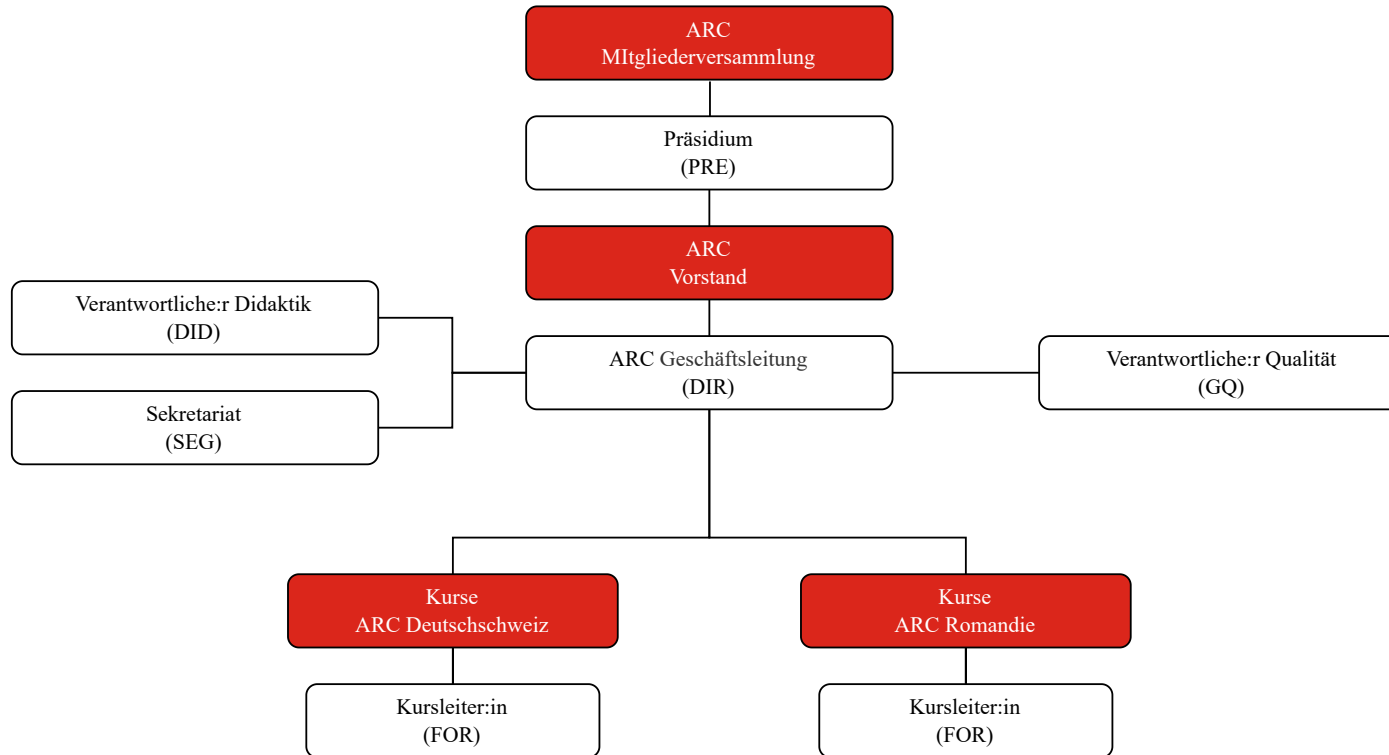 ARC
MItgliederversammlung
Präsidium
(PRE)
ARC
Vorstand
Verantwortliche:r Didaktik
(DID)
ARC Geschäftsleitung
(DIR)
Verantwortliche:r Qualität
(GQ)
Sekretariat
(SEG)
Kurse
ARC Deutschschweiz
Kurse
ARC Romandie
Kursleiter:in
(FOR)
Kursleiter:in
(FOR)